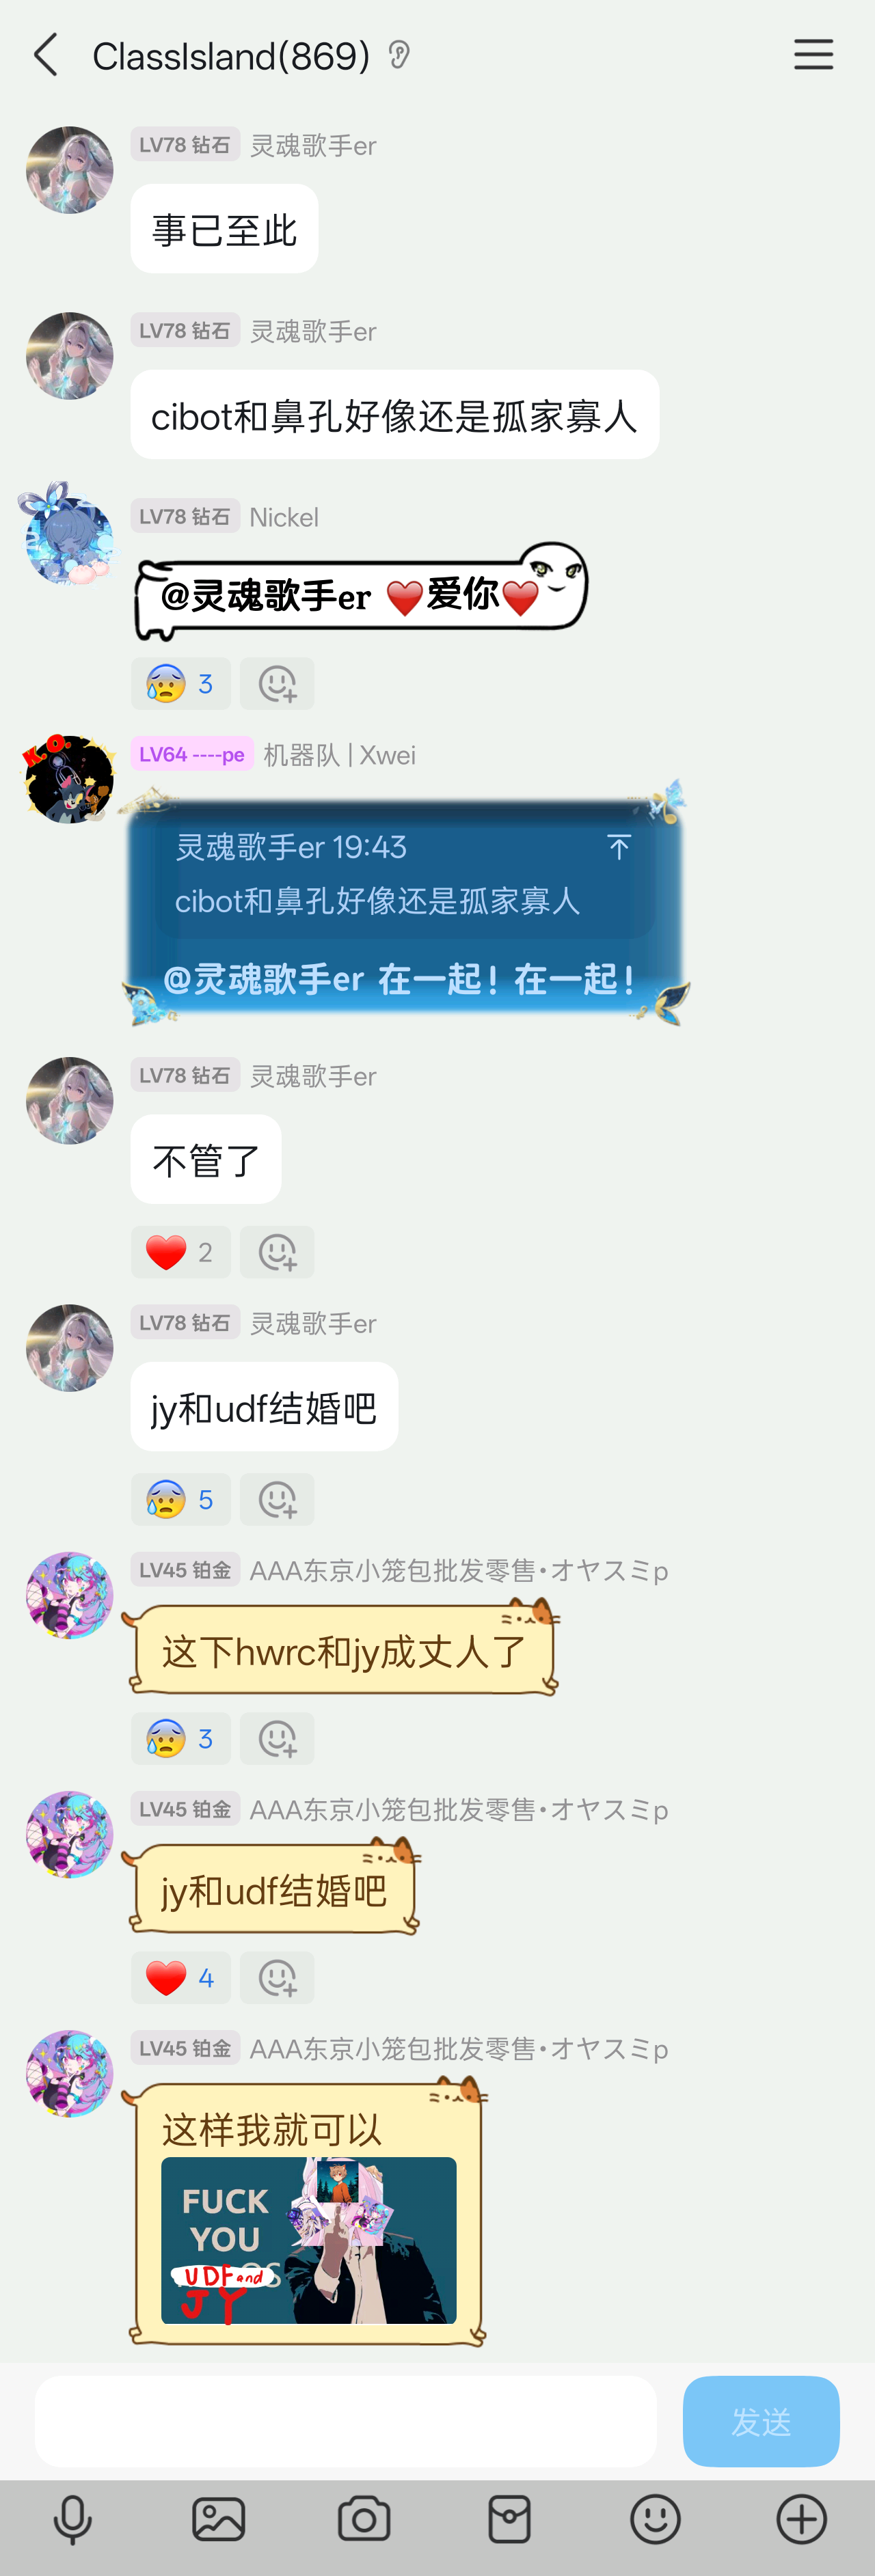 ClassIsland(869)
LV78 钻石 灵魂歌手er
事已至此
LV78 钻石 灵魂歌手er
cibot和鼻孔好像还是孤家寡人
LV78 钻石 Nickel
@灵魂歌手er ❤️爱你❤️
😰 3
K.O.
LV64 ----pe 机器队 | Xwei
灵魂歌手er 19:43
cibot和鼻孔好像还是孤家寡人
@灵魂歌手er 在一起！在一起！
LV78 钻石 灵魂歌手er
不管了
❤️ 2
LV78 钻石 灵魂歌手er
jy和udf结婚吧
😰 5
LV45 铂金 AAA东京小笼包批发零售•オヤスミp
这下hwrc和jy成丈人了
😰 3
LV45 铂金 AAA东京小笼包批发零售•オヤスミp
jy和udf结婚吧
❤️ 4
LV45 铂金 AAA东京小笼包批发零售•オヤスミp
这样我就可以
FUCK
YOU
UDF and
JY
发送